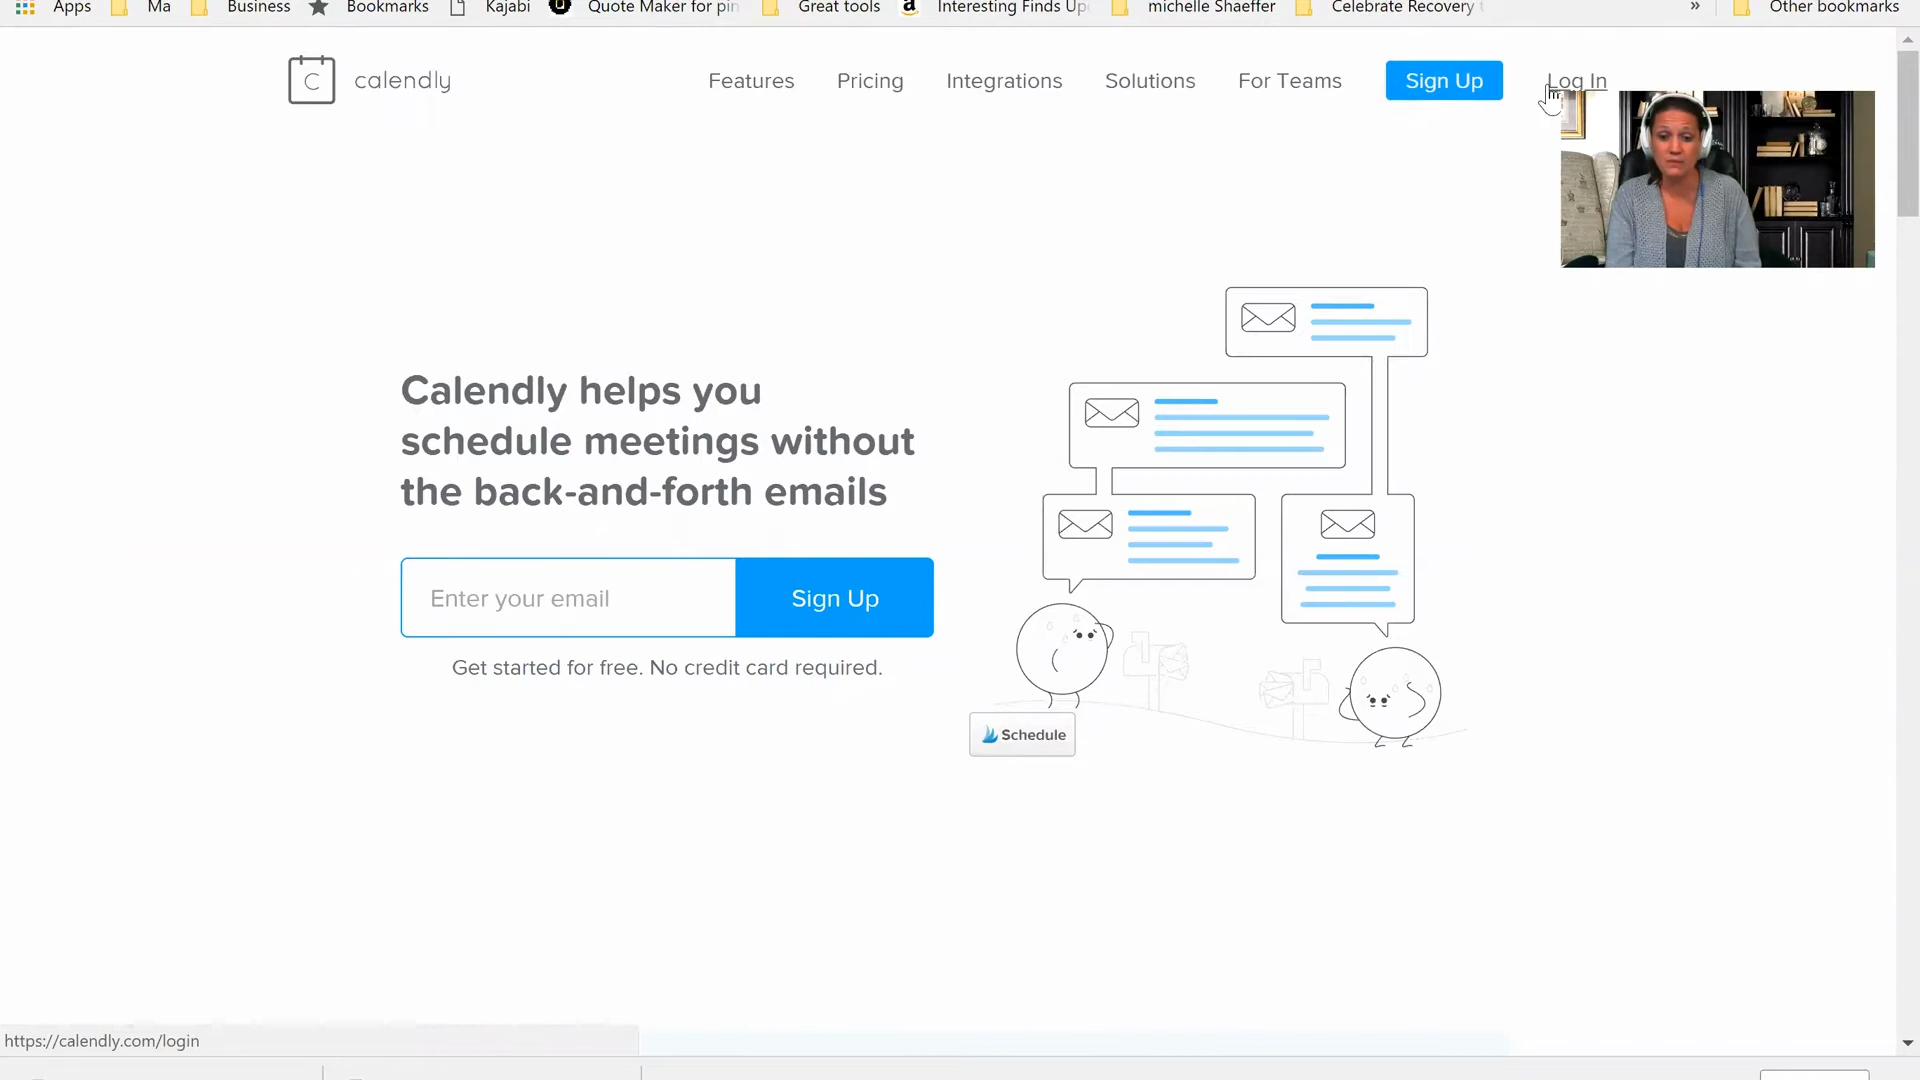 Apps Ma Business Bookmarks Kajabi Quote Maker for pin Great tools Interesting Finds Up michelle Shaeffer Celebrate Recovery » Other bookmarks
C calendly Features Pricing Integrations Solutions For Teams Sign Up Log In
Calendly helps you
schedule meetings without
the back-and-forth emails
Enter your email Sign Up
Get started for free. No credit card required.
Schedule
https://calendly.com/login